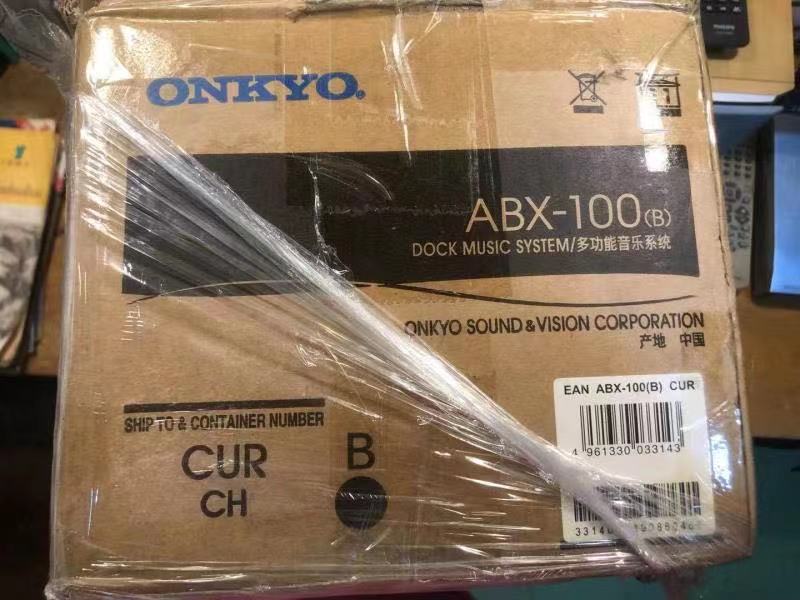 ONKYO®
ABX-100(B)
DOCK MUSIC SYSTEM/多功能音乐系统
ONKYO SOUND & VISION CORPORATION
产地 中国
EAN ABX-100(B) CUR
4 961330 033143
SHIP TO & CONTAINER NUMBER
CUR
CH
B